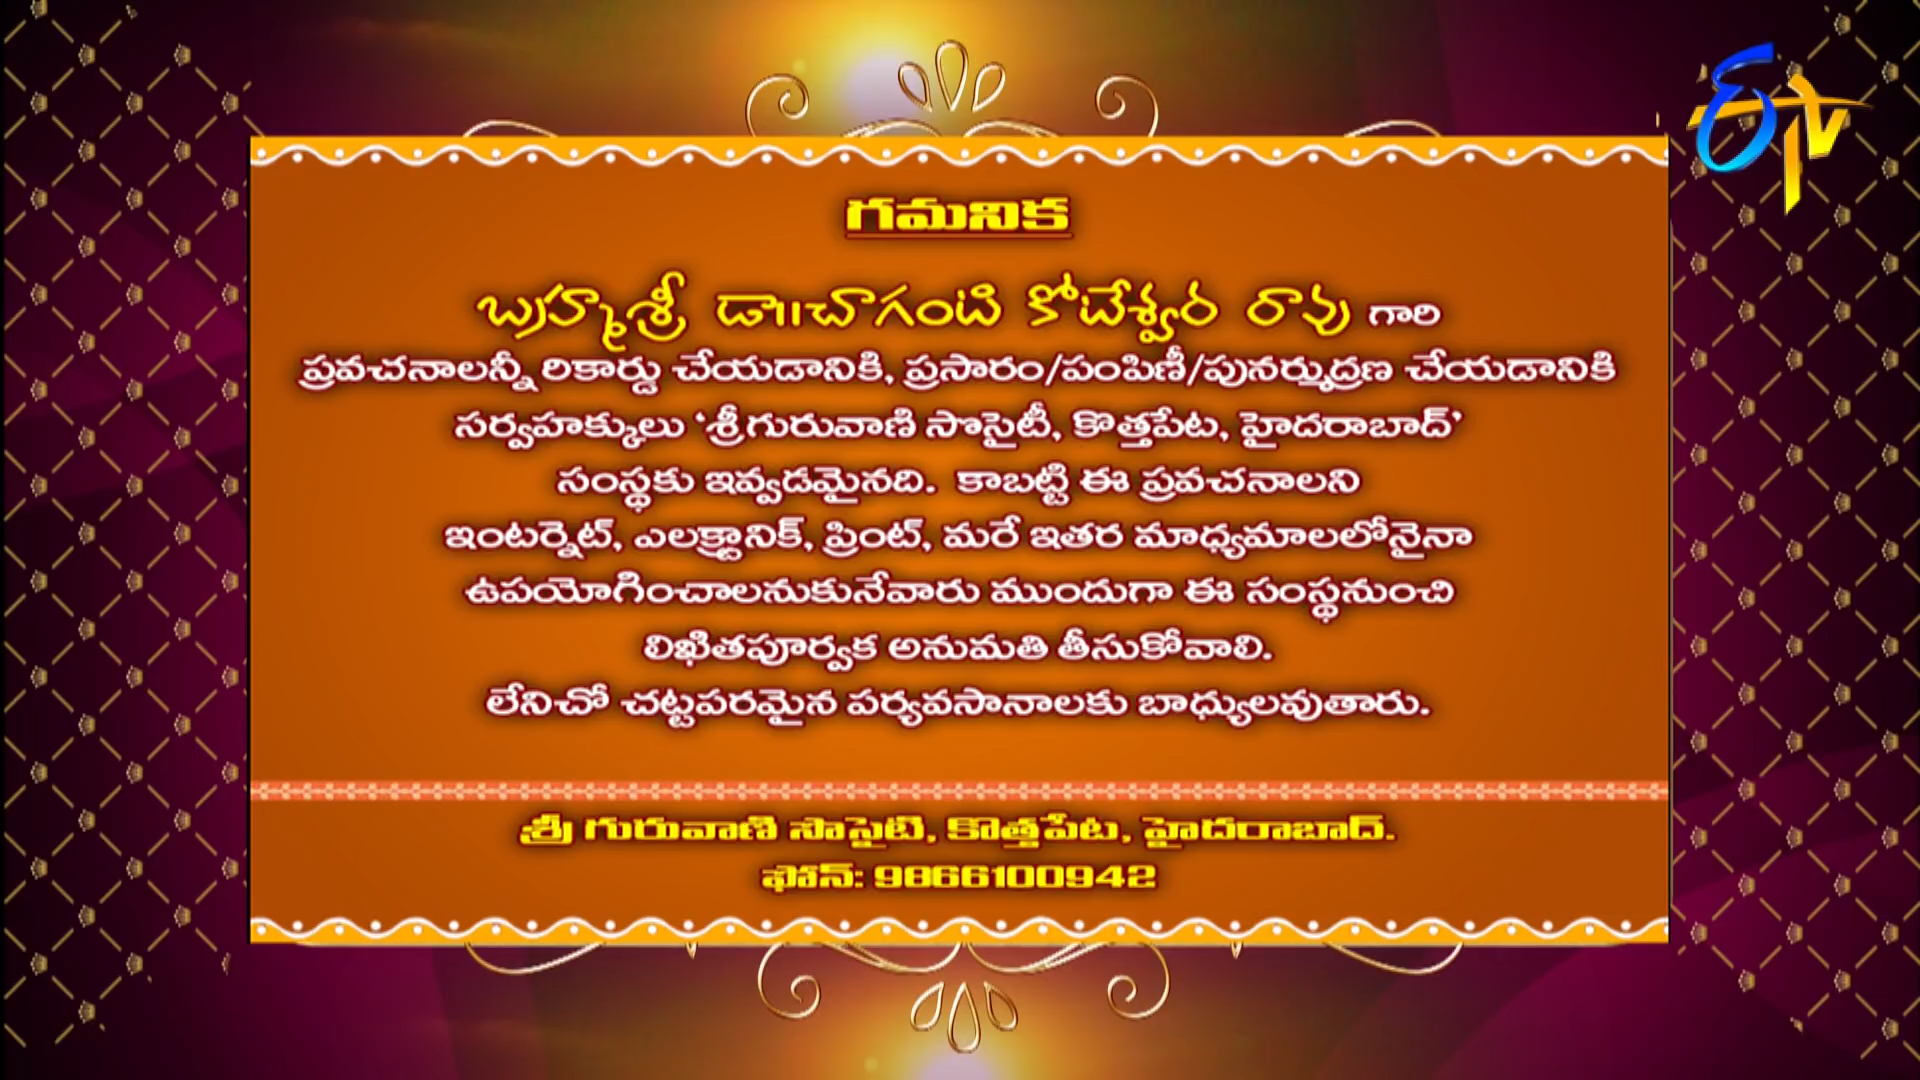 ETV
గమనిక
బ్రహ్మశ్రీ డా॥చాగంటి కోటేశ్వర రావు గారి
ప్రవచనాలన్నీ రికార్డు చేయడానికి, ప్రసారం/పంపిణీ/పునర్ముద్రణ చేయడానికి
సర్వహక్కులు ‘శ్రీగురువాణి సొసైటీ, కొత్తపేట, హైదరాబాద్’
సంస్థకు ఇవ్వడమైనది. కాబట్టి ఈ ప్రవచనాలని
ఇంటర్నెట్, ఎలక్ట్రానిక్, ప్రింట్, మరే ఇతర మాధ్యమాలలోనైనా
ఉపయోగించాలనుకునేవారు ముందుగా ఈ సంస్థనుంచి
లిఖితపూర్వక అనుమతి తీసుకోవాలి.
లేనిచో చట్టపరమైన పర్యవసానాలకు బాధ్యులవుతారు.
శ్రీ గురువాణి సొసైటి, కొత్తపేట, హైదరాబాద్.
ఫోన్: 9866100942